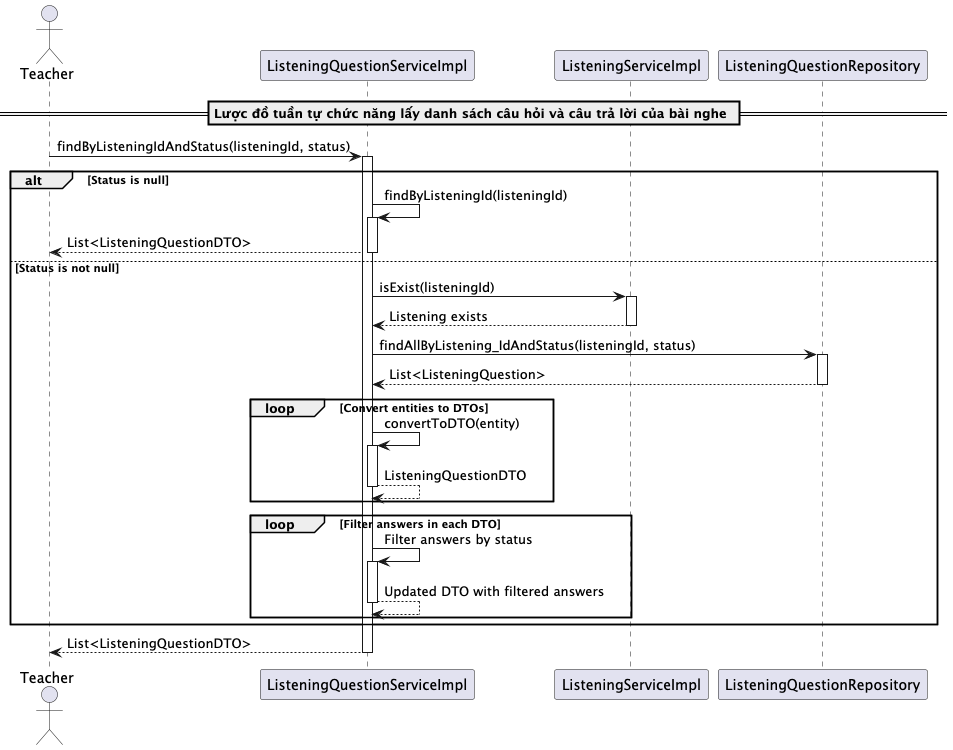 Teacher
ListeningQuestionServiceImpl
ListeningServiceImpl
ListeningQuestionRepository
Lược đồ tuần tự chức năng lấy danh sách câu hỏi và câu trả lời của bài nghe
findByListeningIdAndStatus(listeningId, status)
alt
[Status is null]
findByListeningId(listeningId)
List<ListeningQuestionDTO>
[Status is not null]
isExist(listeningId)
Listening exists
findAllByListening_IdAndStatus(listeningId, status)
List<ListeningQuestion>
loop
[Convert entities to DTOs]
convertToDTO(entity)
ListeningQuestionDTO
loop
[Filter answers in each DTO]
Filter answers by status
Updated DTO with filtered answers
List<ListeningQuestionDTO>
Teacher
ListeningQuestionServiceImpl
ListeningServiceImpl
ListeningQuestionRepository